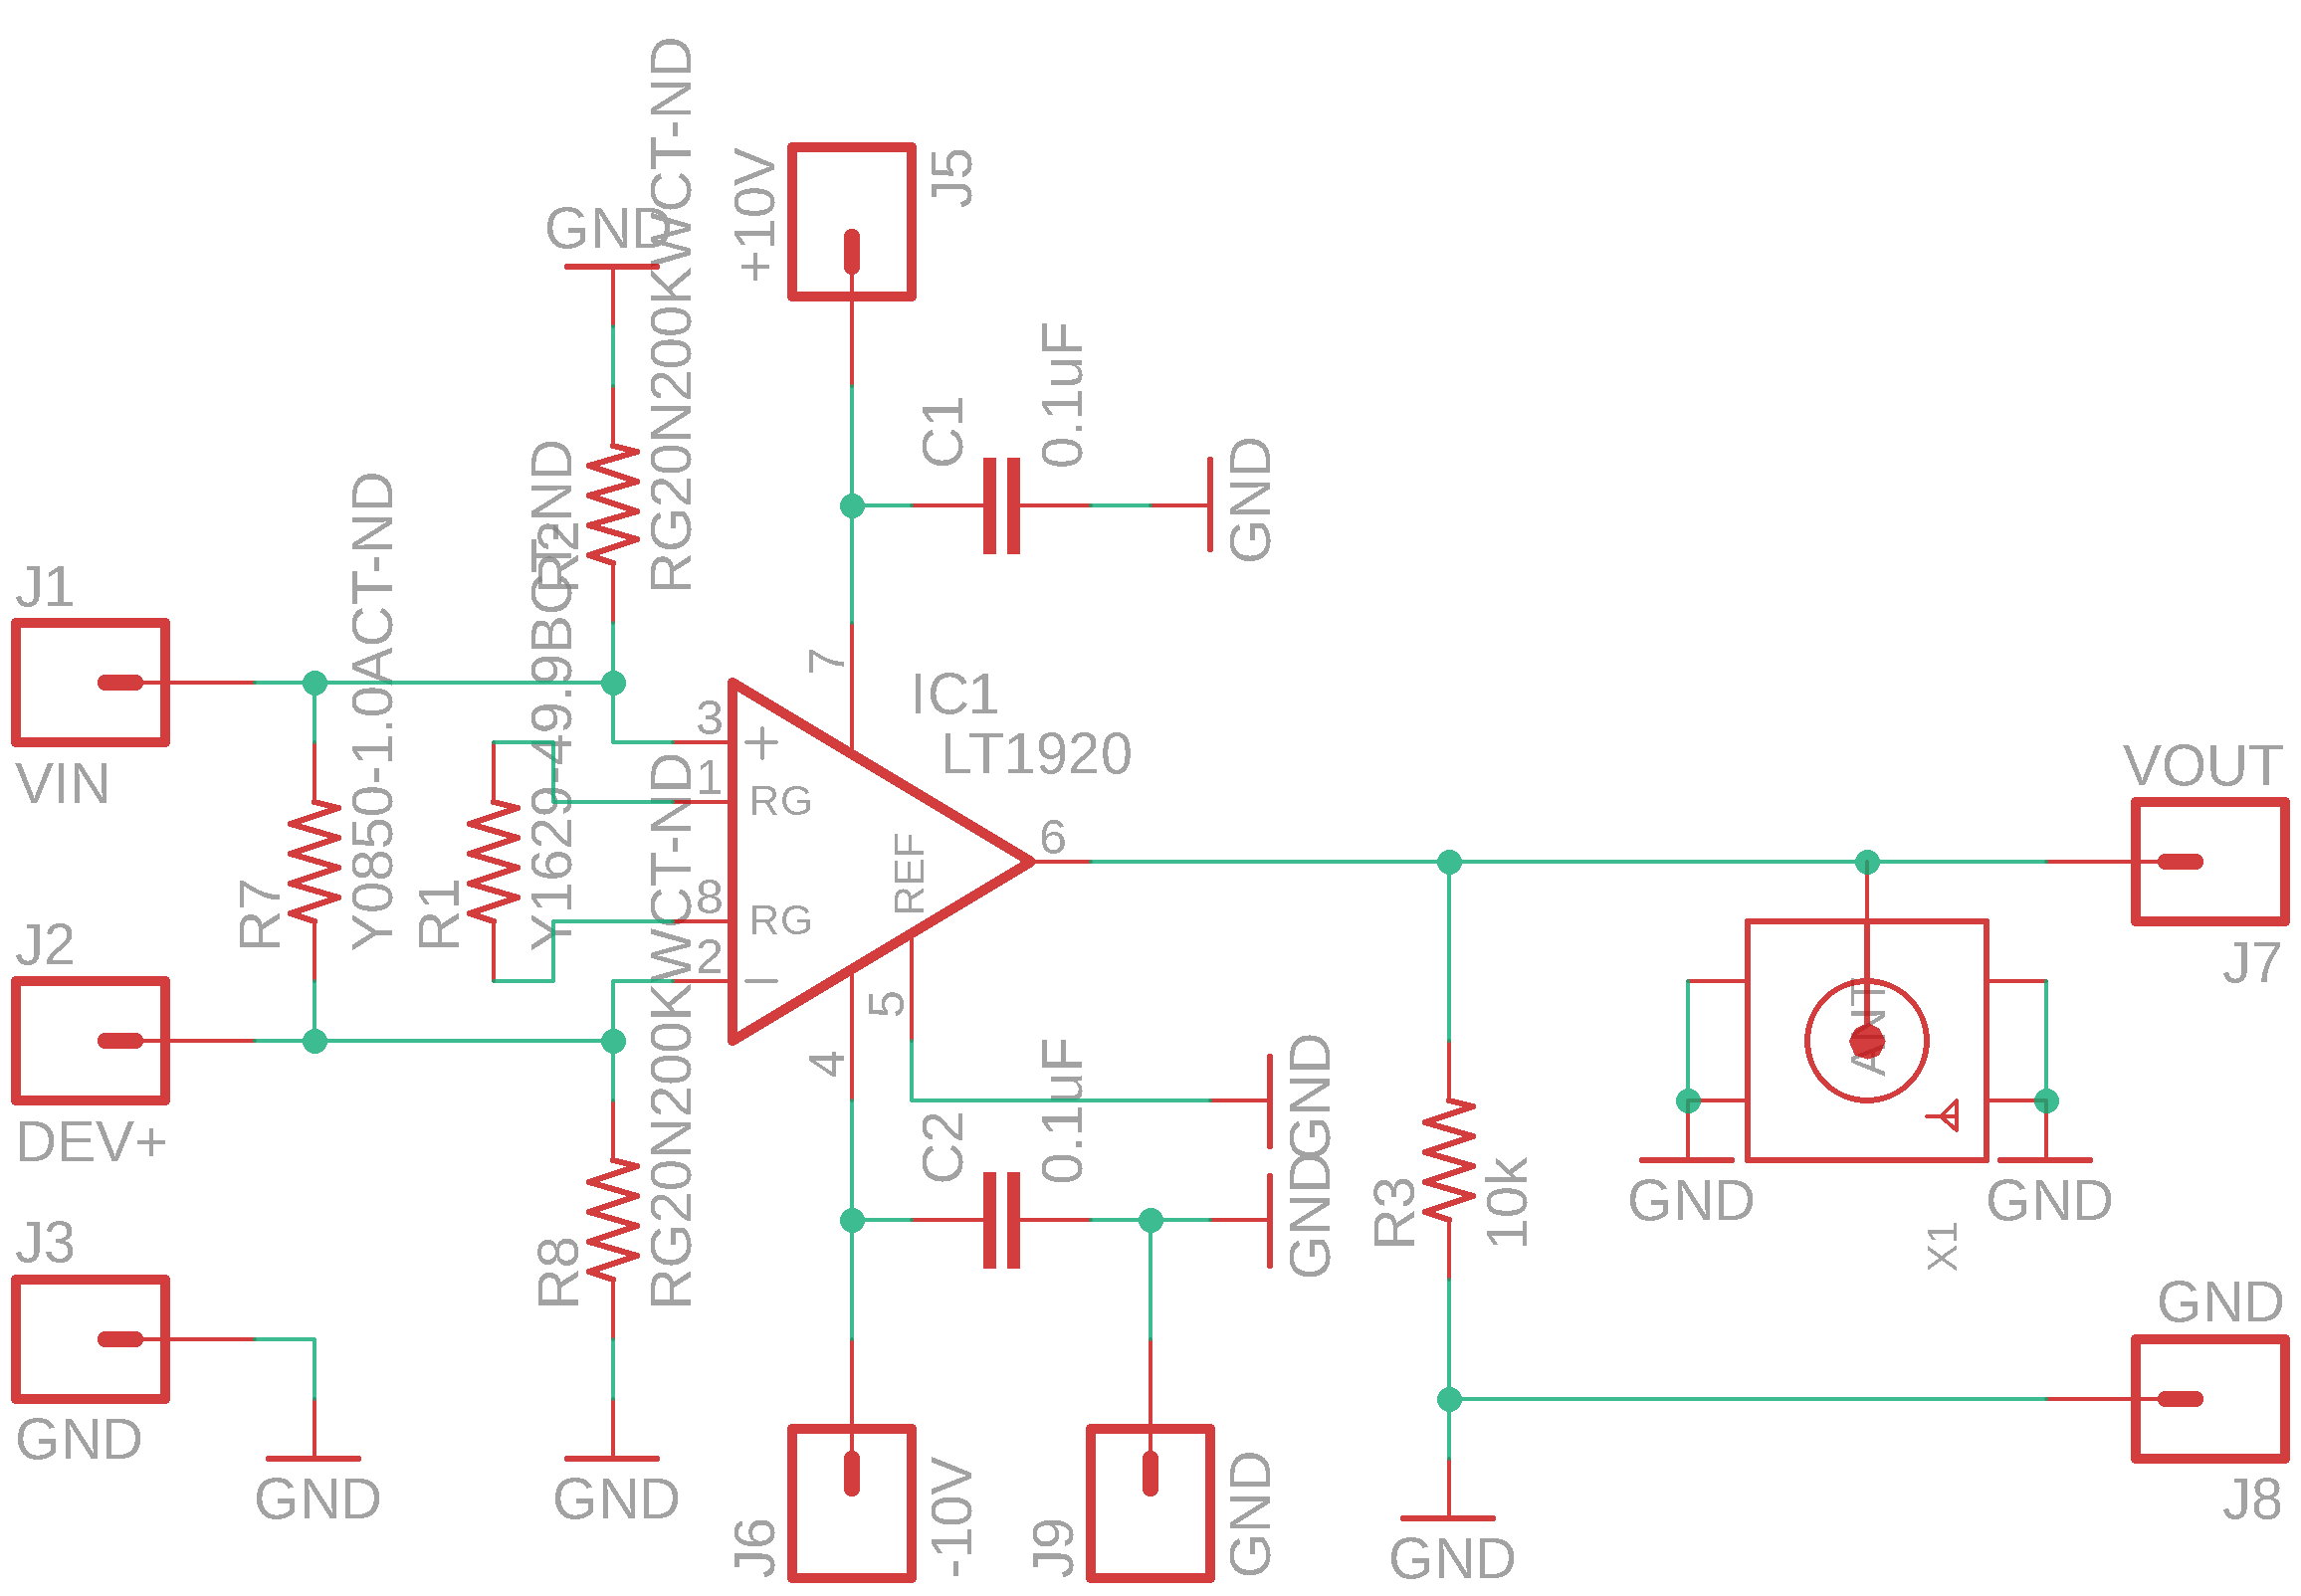 GND
R2
RG20N200KWCT-ND
+10V
J5
C1
0.1uF
GND
J1
VIN
R7
Y0850-1.0ACT-ND
R1
Y1629-49.9BCT-ND
7
IC1
LT1920
3
1
RG
8
RG
2
REF
6
5
4
VOUT
J7
J2
DEV+
R8
RG20N200KWCT-ND
GND
C2
0.1uF
GND
GND
R3
10k
GND
ANT
X1
GND
GND
J3
GND
GND
J6
-10V
J9
GND
GND
GND
J8